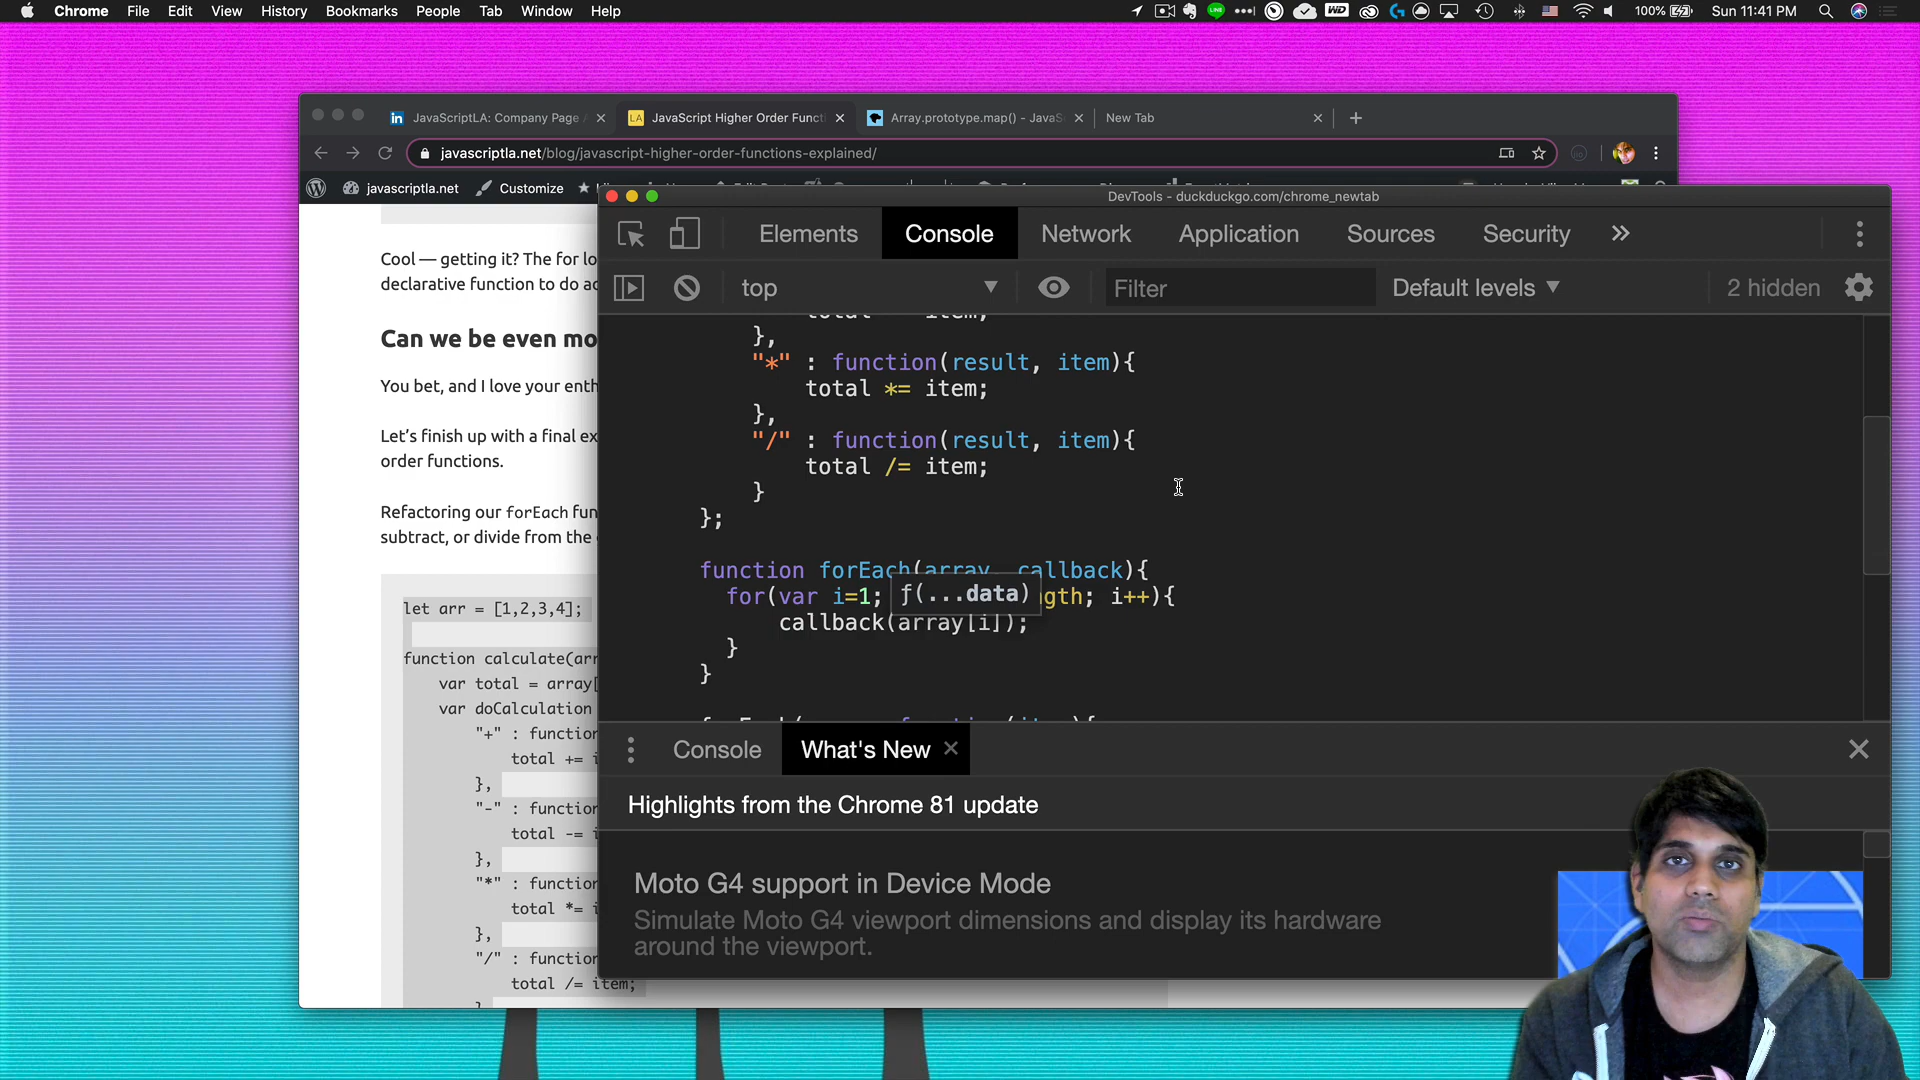 Chrome File Edit View History Bookmarks People Tab Window Help
100% Sun 11:41 PM
JavaScriptLA: Company Page
JavaScript Higher Order Funct
Array.prototype.map() - JavaS
New Tab
javascriptla.net/blog/javascript-higher-order-functions-explained/
javascriptla.net Customize
DevTools - duckduckgo.com/chrome_newtab
Elements Console Network Application Sources Security »
top Filter Default levels 2 hidden
Cool — getting it? The for lo
declarative function to do ac
Can we be even mo
You bet, and I love your enth
Let's finish up with a final ex
order functions.
Refactoring our forEach fun
subtract, or divide from the
let arr = [1,2,3,4];
function calculate(arr
var total = array[
var doCalculation
"+" : function
total += i
},
"-" : function
total -= i
},
"*" : function
total *= i
},
"/" : function
total /= item;
},
"*" : function(result, item){
total *= item;
},
"/" : function(result, item){
total /= item;
}
};
function forEach(array, callback){
for(var i=1; ƒ(...data) ngth; i++){
callback(array[i]);
}
}
Console What's New
Highlights from the Chrome 81 update
Moto G4 support in Device Mode
Simulate Moto G4 viewport dimensions and display its hardware
around the viewport.